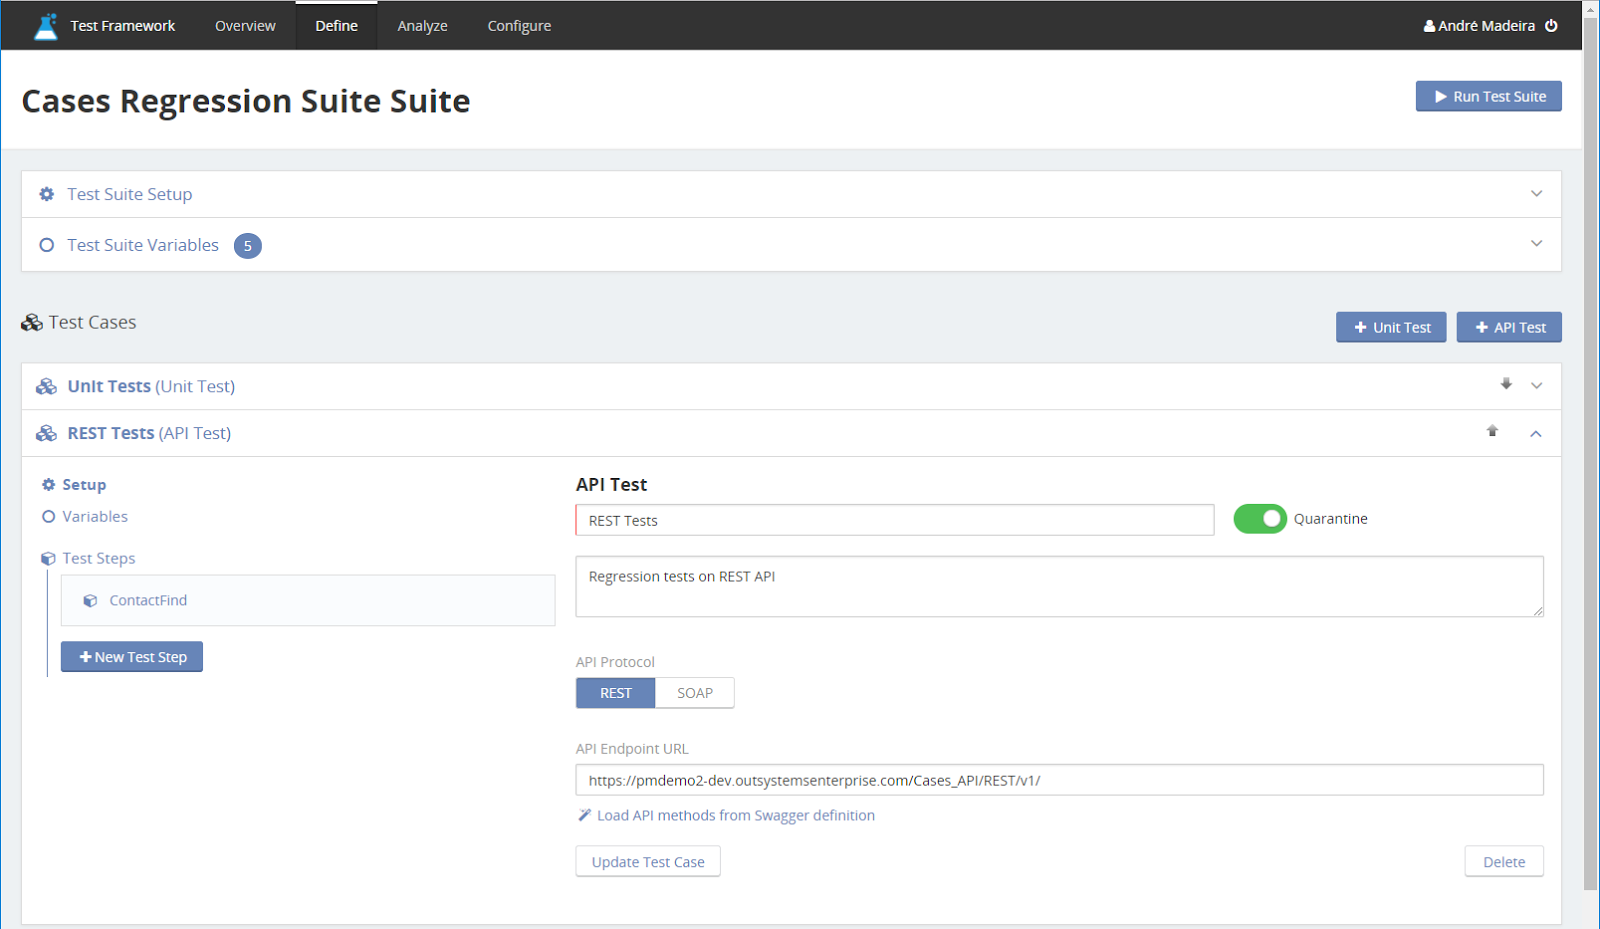 Test Framework Overview Define Analyze Configure André Madeira
Cases Regression Suite Suite
Run Test Suite
Test Suite Setup
Test Suite Variables 5
Test Cases
Unit Test API Test
UnIt Tests (Unit Test)
REST Tests (API Test)
Setup
Variables
Test Steps
ContactFind
New Test Step
API Test
REST Tests
Quarantine
Regression tests on REST API
API Protocol
REST SOAP
API Endpoint URL
https://pmdemo2-dev.outsystemsenterprise.com/Cases_API/REST/v1/
Load API methods from Swagger definition
Update Test Case Delete